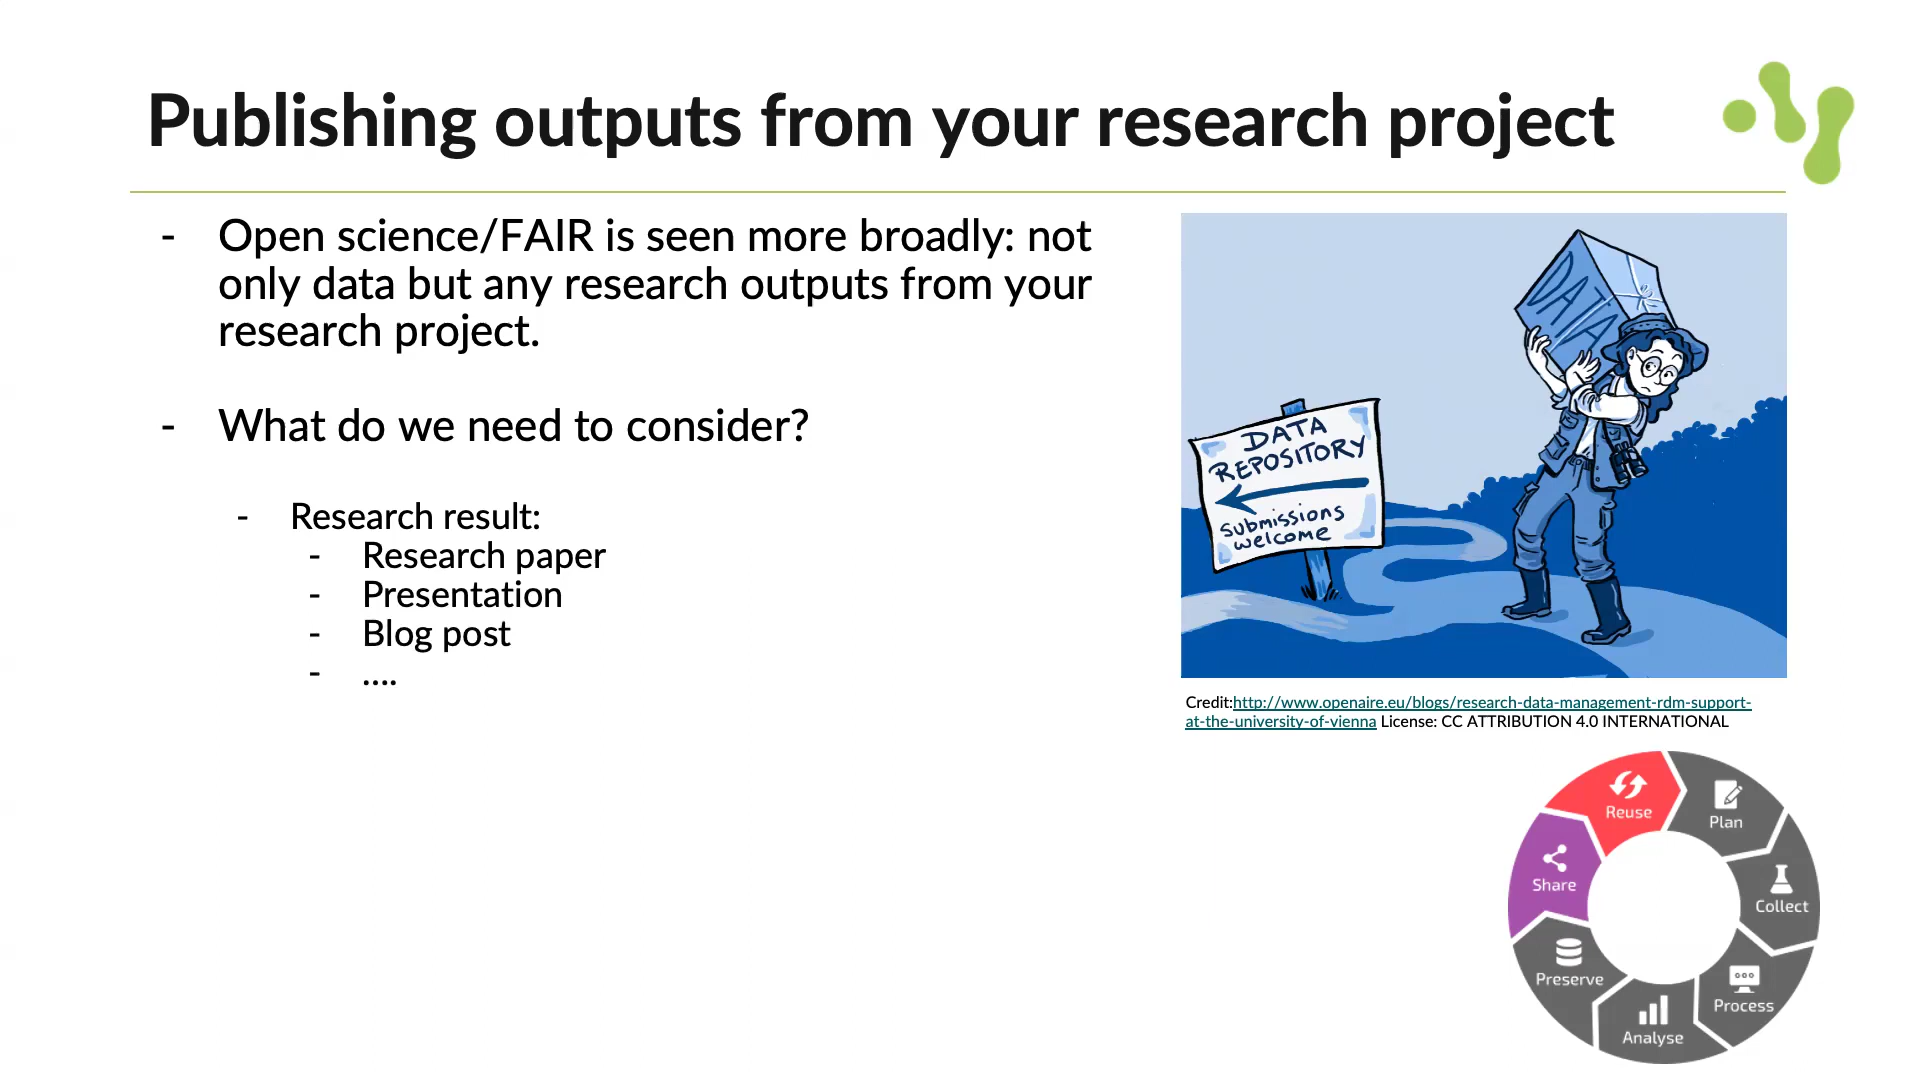 Publishing outputs from your research project
- Open science/FAIR is seen more broadly: not
only data but any research outputs from your
research project.
- What do we need to consider?
- Research result:
- Research paper
- Presentation
- Blog post
- ....
DATA
DATA
REPOSITORY
Submissions
welcome
Credit:http://www.openaire.eu/blogs/research-data-management-rdm-support-
at-the-university-of-vienna License: CC ATTRIBUTION 4.0 INTERNATIONAL
Reuse
Plan
Share
Collect
Preserve
Process
Analyse